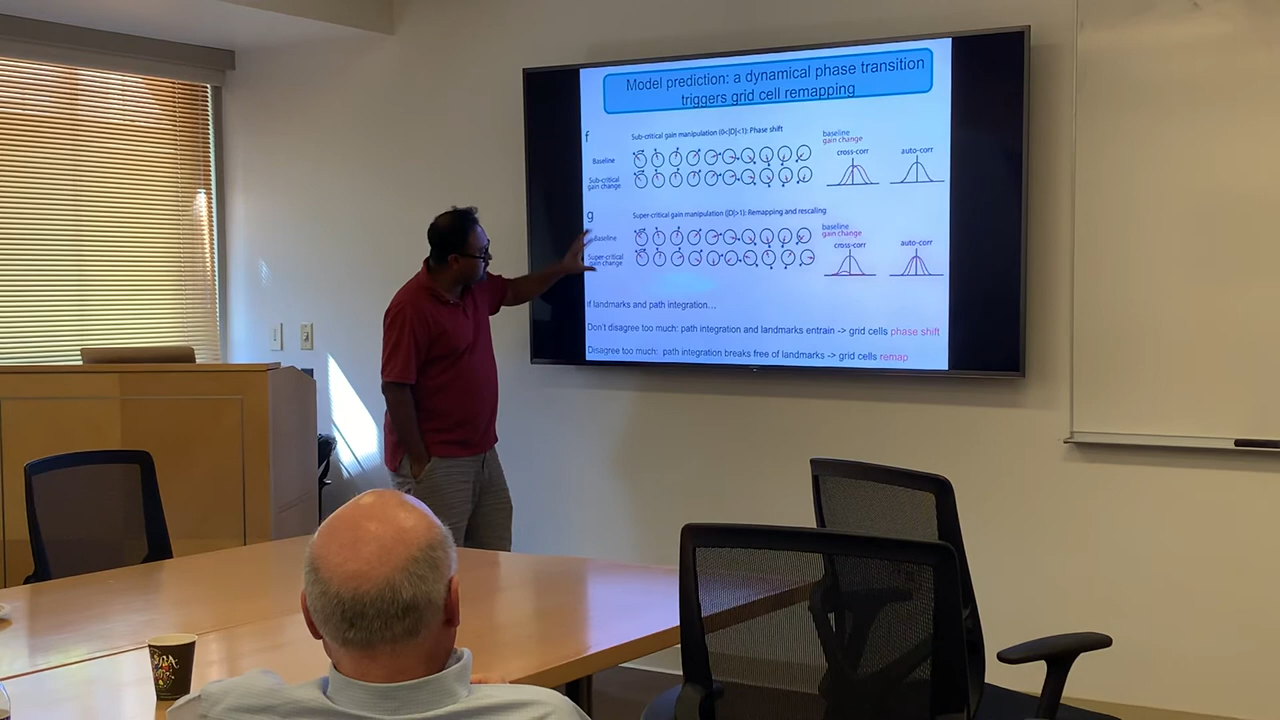 Model prediction: a dynamical phase transition
triggers grid cell remapping
f
Sub-critical gain manipulation (0<|D|<1): Phase shift
baseline
gain change
Baseline
cross-corr
auto-corr
Sub-critical
gain change
g
Super-critical gain manipulation (|D|>1): Remapping and rescaling
baseline
gain change
Baseline
cross-corr
auto-corr
Super-critical
gain change
If landmarks and path integration…
Don't disagree too much: path integration and landmarks entrain -> grid cells phase shift
Disagree too much: path integration breaks free of landmarks -> grid cells remap